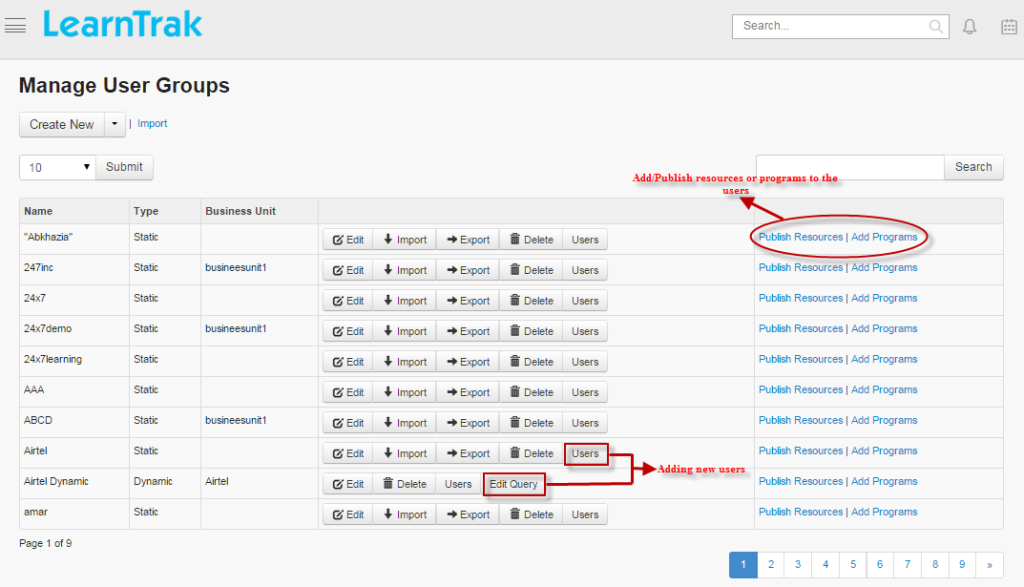 LearnTrak
Search...
Manage User Groups
Create New | Import
10 Submit
Search
Add/Publish resources or programs to the
users
Name Type Business Unit
"Abkhazia" Static Edit Import Export Delete Users Publish Resources | Add Programs
247inc Static busineesunit1 Edit Import Export Delete Users Publish Resources | Add Programs
24x7 Static Edit Import Export Delete Users Publish Resources | Add Programs
24x7demo Static busineesunit1 Edit Import Export Delete Users Publish Resources | Add Programs
24x7learning Static Edit Import Export Delete Users Publish Resources | Add Programs
AAA Static Edit Import Export Delete Users Publish Resources | Add Programs
ABCD Static busineesunit1 Edit Import Export Delete Users Publish Resources | Add Programs
Airtel Static Edit Import Export Delete Users Publish Resources | Add Programs
Adding new users
Airtel Dynamic Dynamic Airtel Edit Delete Users Edit Query Publish Resources | Add Programs
amar Static Edit Import Export Delete Users Publish Resources | Add Programs
Page 1 of 9
1 2 3 4 5 6 7 8 9 »